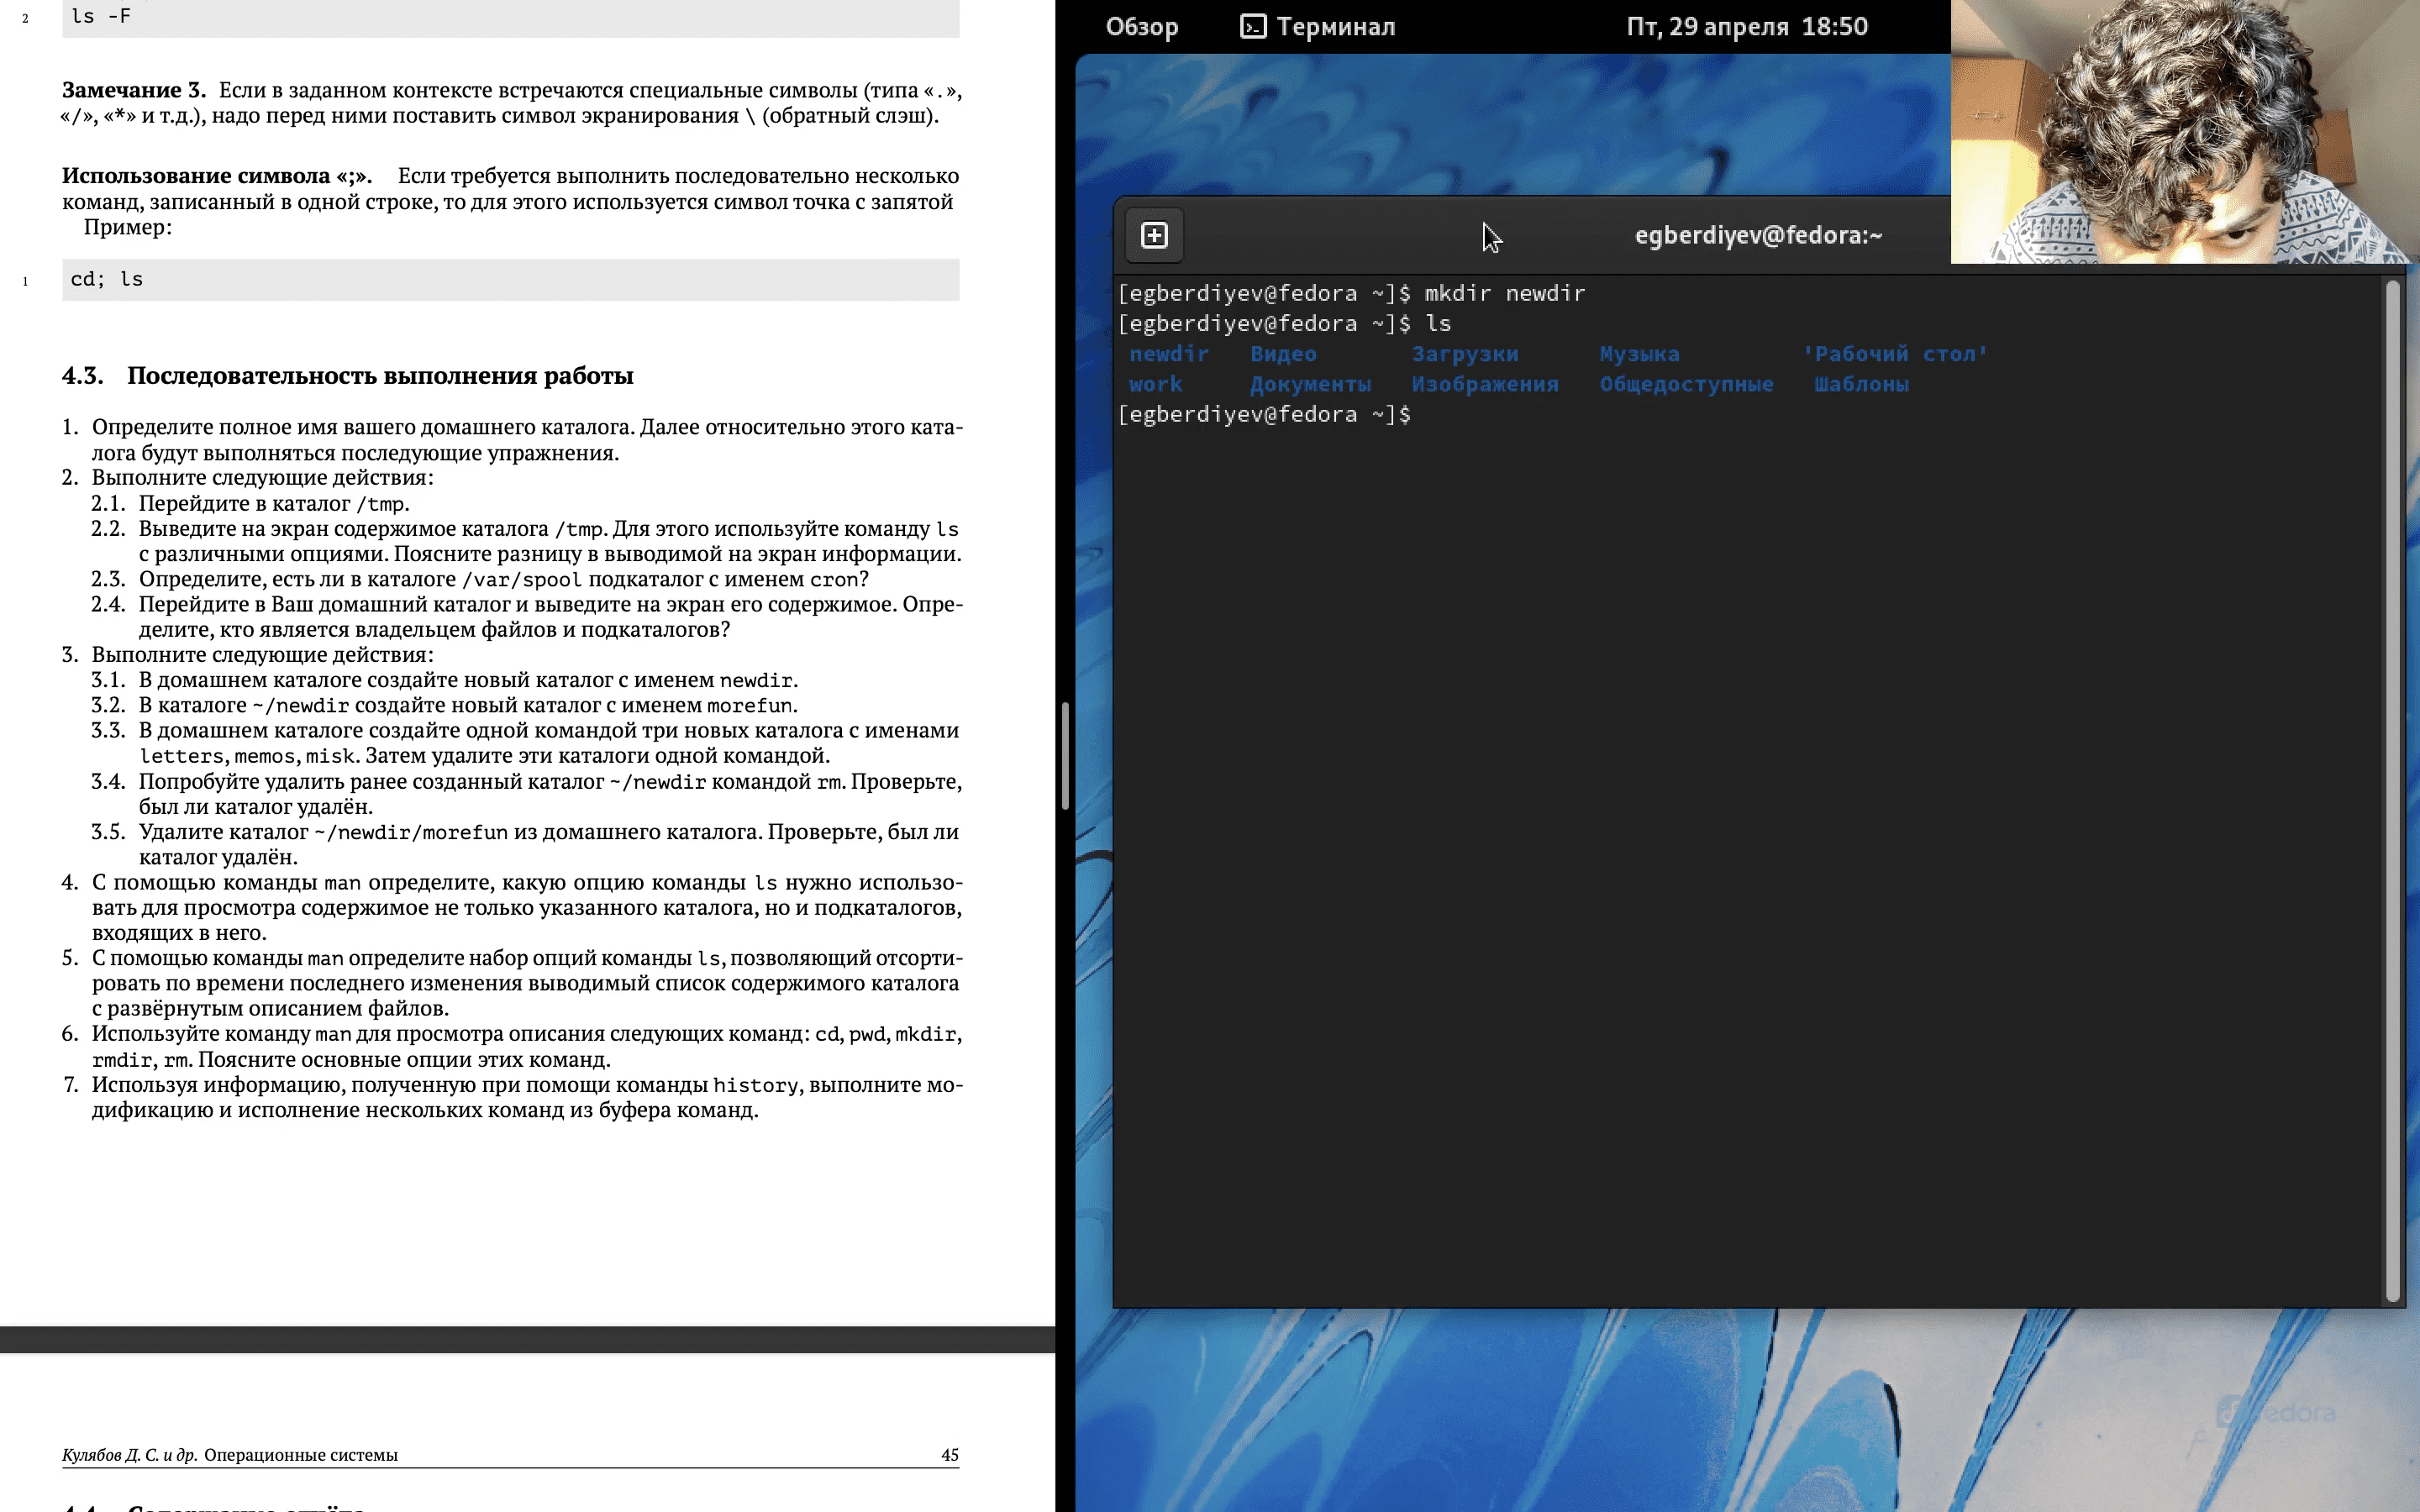 2
ls -F
Замечание 3. Если в заданном контексте встречаются специальные символы (типа «.»,
«/», «*» и т.д.), надо перед ними поставить символ экранирования \ (обратный слэш).
Использование символа «;». Если требуется выполнить последовательно несколько
команд, записанный в одной строке, то для этого используется символ точка с запятой
Пример:
1
cd; ls
4.3. Последовательность выполнения работы
1. Определите полное имя вашего домашнего каталога. Далее относительно этого ката-
лога будут выполняться последующие упражнения.
2. Выполните следующие действия:
2.1. Перейдите в каталог /tmp.
2.2. Выведите на экран содержимое каталога /tmp. Для этого используйте команду ls
с различными опциями. Поясните разницу в выводимой на экран информации.
2.3. Определите, есть ли в каталоге /var/spool подкаталог с именем cron?
2.4. Перейдите в Ваш домашний каталог и выведите на экран его содержимое. Опре-
делите, кто является владельцем файлов и подкаталогов?
3. Выполните следующие действия:
3.1. В домашнем каталоге создайте новый каталог с именем newdir.
3.2. В каталоге ~/newdir создайте новый каталог с именем morefun.
3.3. В домашнем каталоге создайте одной командой три новых каталога с именами
letters, memos, misk. Затем удалите эти каталоги одной командой.
3.4. Попробуйте удалить ранее созданный каталог ~/newdir командой rm. Проверьте,
был ли каталог удалён.
3.5. Удалите каталог ~/newdir/morefun из домашнего каталога. Проверьте, был ли
каталог удалён.
4. С помощью команды man определите, какую опцию команды ls нужно использо-
вать для просмотра содержимое не только указанного каталога, но и подкаталогов,
входящих в него.
5. С помощью команды man определите набор опций команды ls, позволяющий отсорти-
ровать по времени последнего изменения выводимый список содержимого каталога
с развёрнутым описанием файлов.
6. Используйте команду man для просмотра описания следующих команд: cd, pwd, mkdir,
rmdir, rm. Поясните основные опции этих команд.
7. Используя информацию, полученную при помощи команды history, выполните мо-
дификацию и исполнение нескольких команд из буфера команд.
Кулябов Д. С. и др. Операционные системы 45
4.4. Содержание отчёта
Обзор Терминал Пт, 29 апреля 18:50
egberdiyev@fedora:~
[egberdiyev@fedora ~]$ mkdir newdir
[egberdiyev@fedora ~]$ ls
newdir Видео Загрузки Музыка 'Рабочий стол'
work Документы Изображения Общедоступные Шаблоны
[egberdiyev@fedora ~]$
fedora